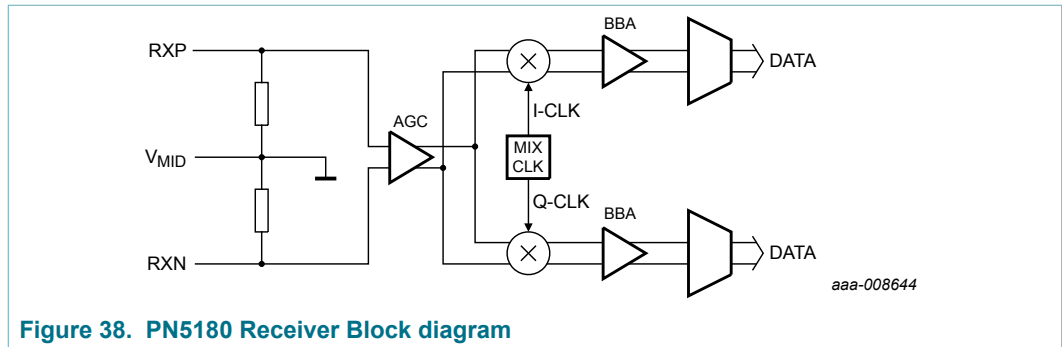 BBA
RXP
DATA
I-CLK
AGC
MIX
CLK
VMID
Q-CLK
BBA
RXN
DATA
aaa-008644
Figure 38. PN5180 Receiver Block diagram